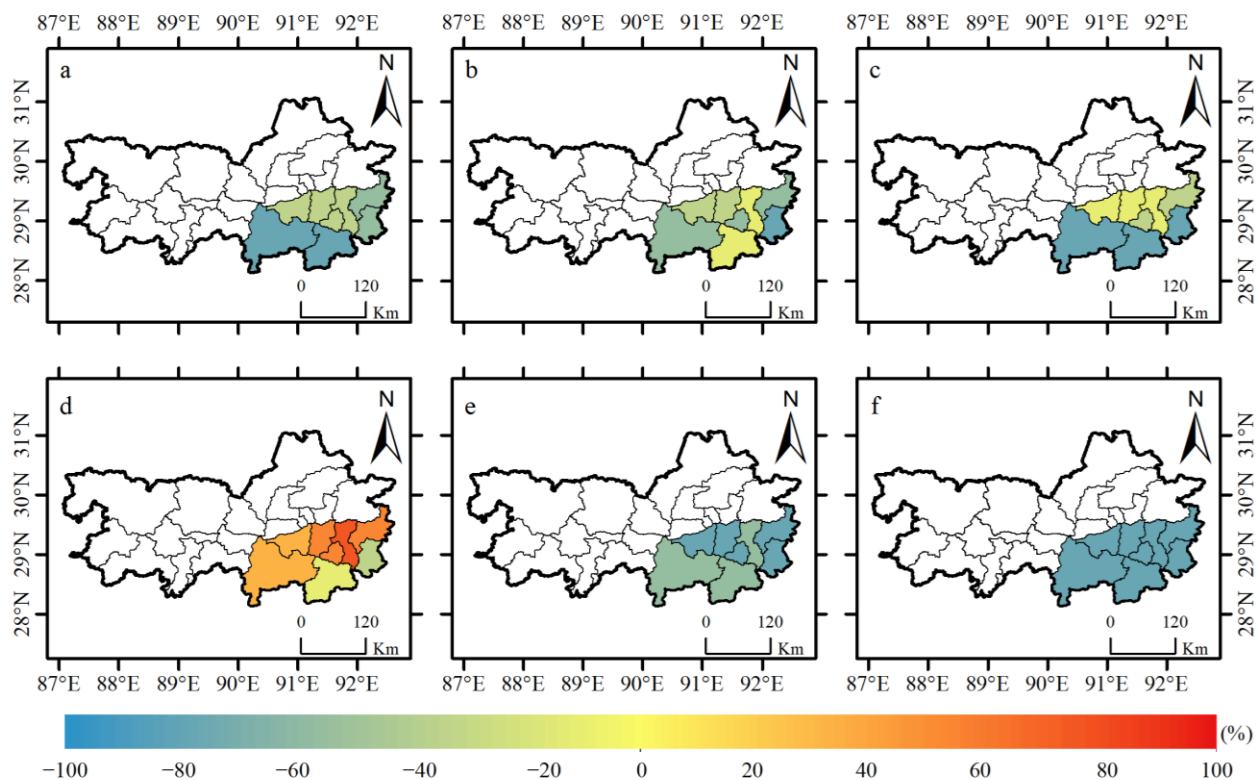 87°E 88°E 89°E 90°E 91°E 92°E 87°E 88°E 89°E 90°E 91°E 92°E 87°E 88°E 89°E 90°E 91°E 92°E
a N b N c N
31°N 31°N
30°N 30°N
29°N 29°N
28°N 28°N
0 120 0 120 0 120
Km Km Km
d N e N f N
31°N 31°N
30°N 30°N
29°N 29°N
28°N 28°N
0 120 0 120 0 120
Km Km Km
87°E 88°E 89°E 90°E 91°E 92°E 87°E 88°E 89°E 90°E 91°E 92°E 87°E 88°E 89°E 90°E 91°E 92°E
(%)
−100 −80 −60 −40 −20 0 20 40 60 80 100